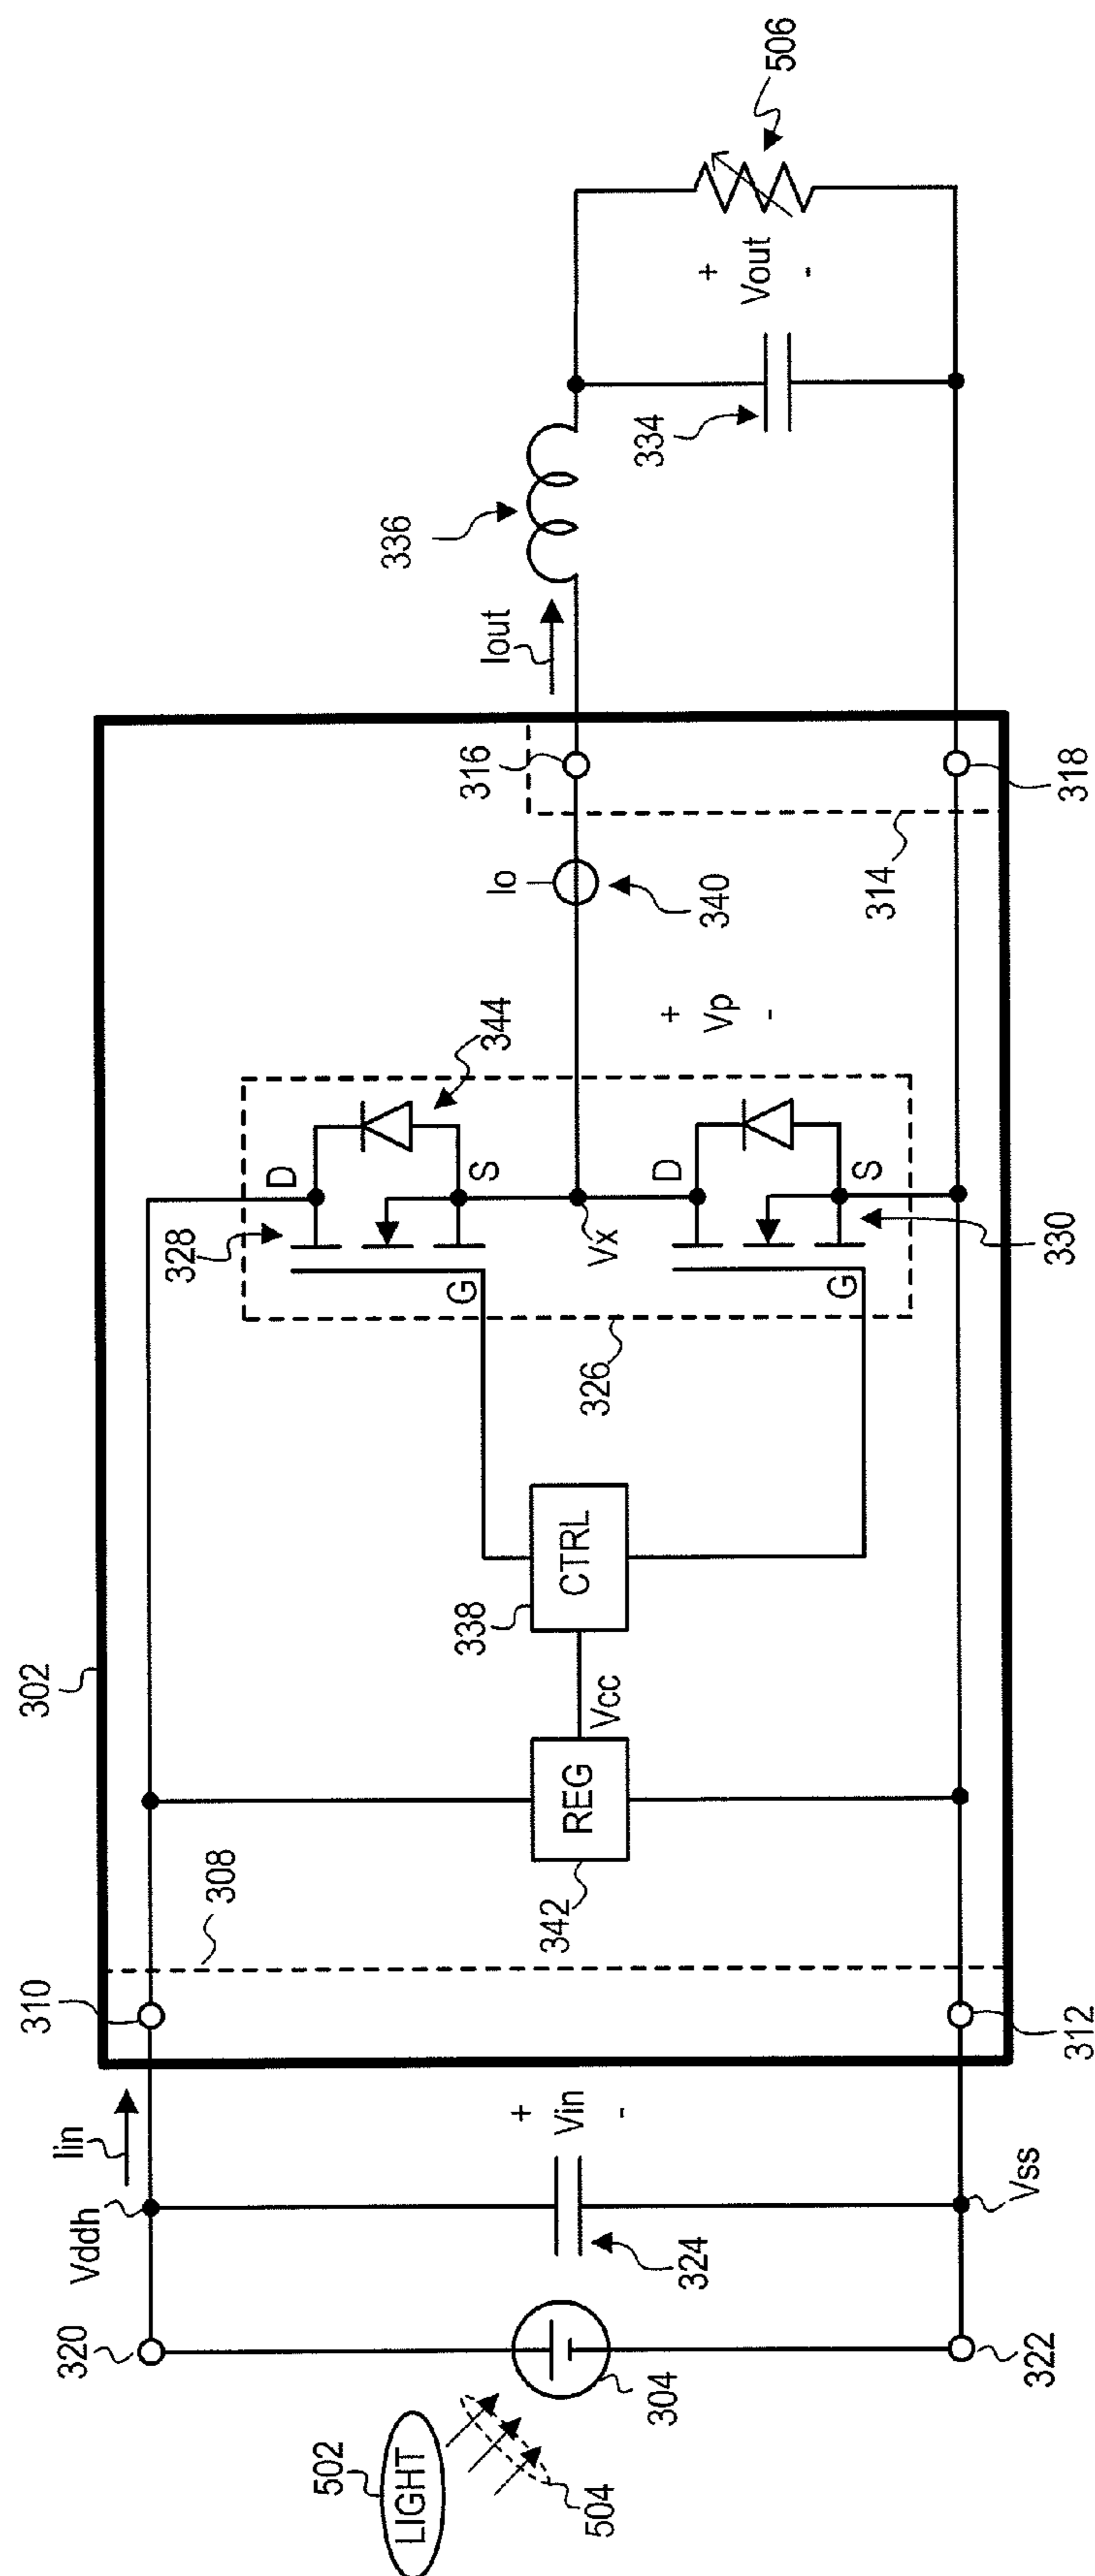 502
LIGHT
504
320
304
322
Vddh
Iin
324
+
Vin
-
Vss
310
312
308
302
342
REG
Vcc
338
CTRL
326
328
D
G
S
344
Vx
D
G
S
330
+
Vp
-
Io
340
314
316
318
Iout
336
334
+
Vout
-
506